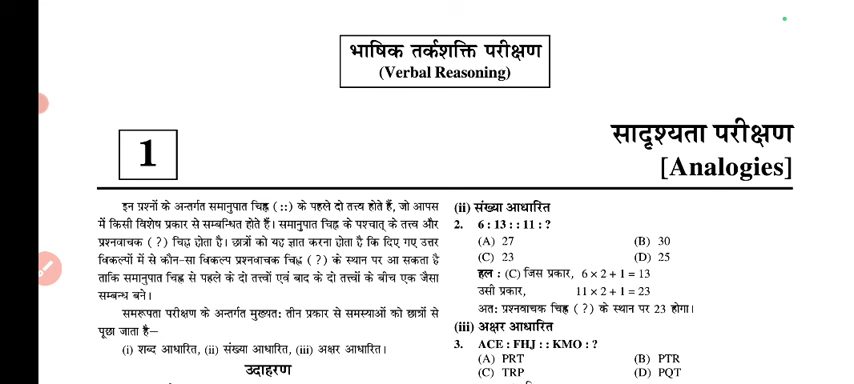 भाषिक तर्कशक्ति परीक्षण
(Verbal Reasoning)
1
सादृश्यता परीक्षण
[Analogies]
इन प्रश्नों के अन्तर्गत समानुपात चिह्न (::) के पहले दो तत्त्व होते हैं, जो आपस
में किसी विशेष प्रकार से सम्बन्धित होते हैं। समानुपात चिह्न के पश्चात् के तत्त्व और
प्रश्नवाचक (?) चिह्न होता है। छात्रों को यह ज्ञात करना होता है कि दिए गए उत्तर
विकल्पों में से कौन-सा विकल्प प्रश्नवाचक चिह्न (?) के स्थान पर आ सकता है
ताकि समानुपात चिह्न से पहले के दो तत्त्वों एवं बाद के दो तत्त्वों के बीच एक जैसा
सम्बन्ध बने।
समरूपता परीक्षण के अन्तर्गत मुख्यत: तीन प्रकार से समस्याओं को छात्रों से
पूछा जाता है—
(i) शब्द आधारित, (ii) संख्या आधारित, (iii) अक्षर आधारित।
उदाहरण
(ii) संख्या आधारित
2. 6 : 13 : : 11 : ?
(A) 27 (B) 30
(C) 23 (D) 25
हल : (C) जिस प्रकार, 6 × 2 + 1 = 13
उसी प्रकार, 11 × 2 + 1 = 23
अत: प्रश्नवाचक चिह्न (?) के स्थान पर 23 होगा।
(iii) अक्षर आधारित
3. ACE : FHJ : : KMO : ?
(A) PRT (B) PTR
(C) TRP (D) PQT